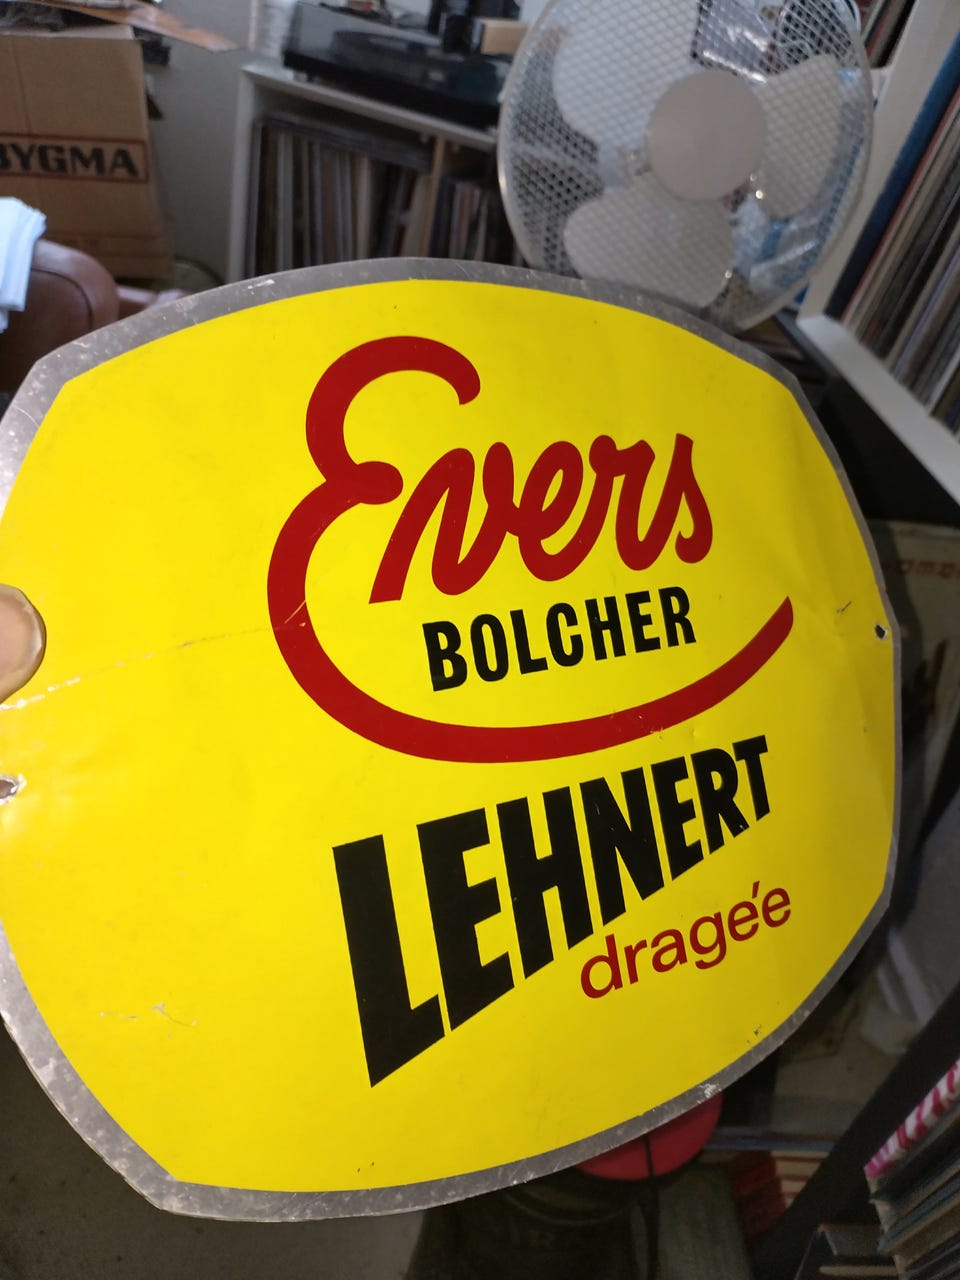 BYGMA
Evers
BOLCHER
LEHNERT
dragée